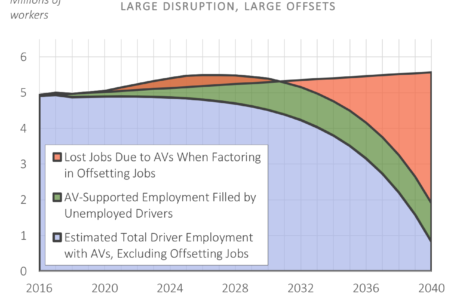 Millions of
workers
LARGE DISRUPTION, LARGE OFFSETS
6
5
4
3
2
1
0
Lost Jobs Due to AVs When Factoring
in Offsetting Jobs
AV-Supported Employment Filled by
Unemployed Drivers
Estimated Total Driver Employment
with AVs, Excluding Offsetting Jobs
2016 2020 2024 2028 2032 2036 2040